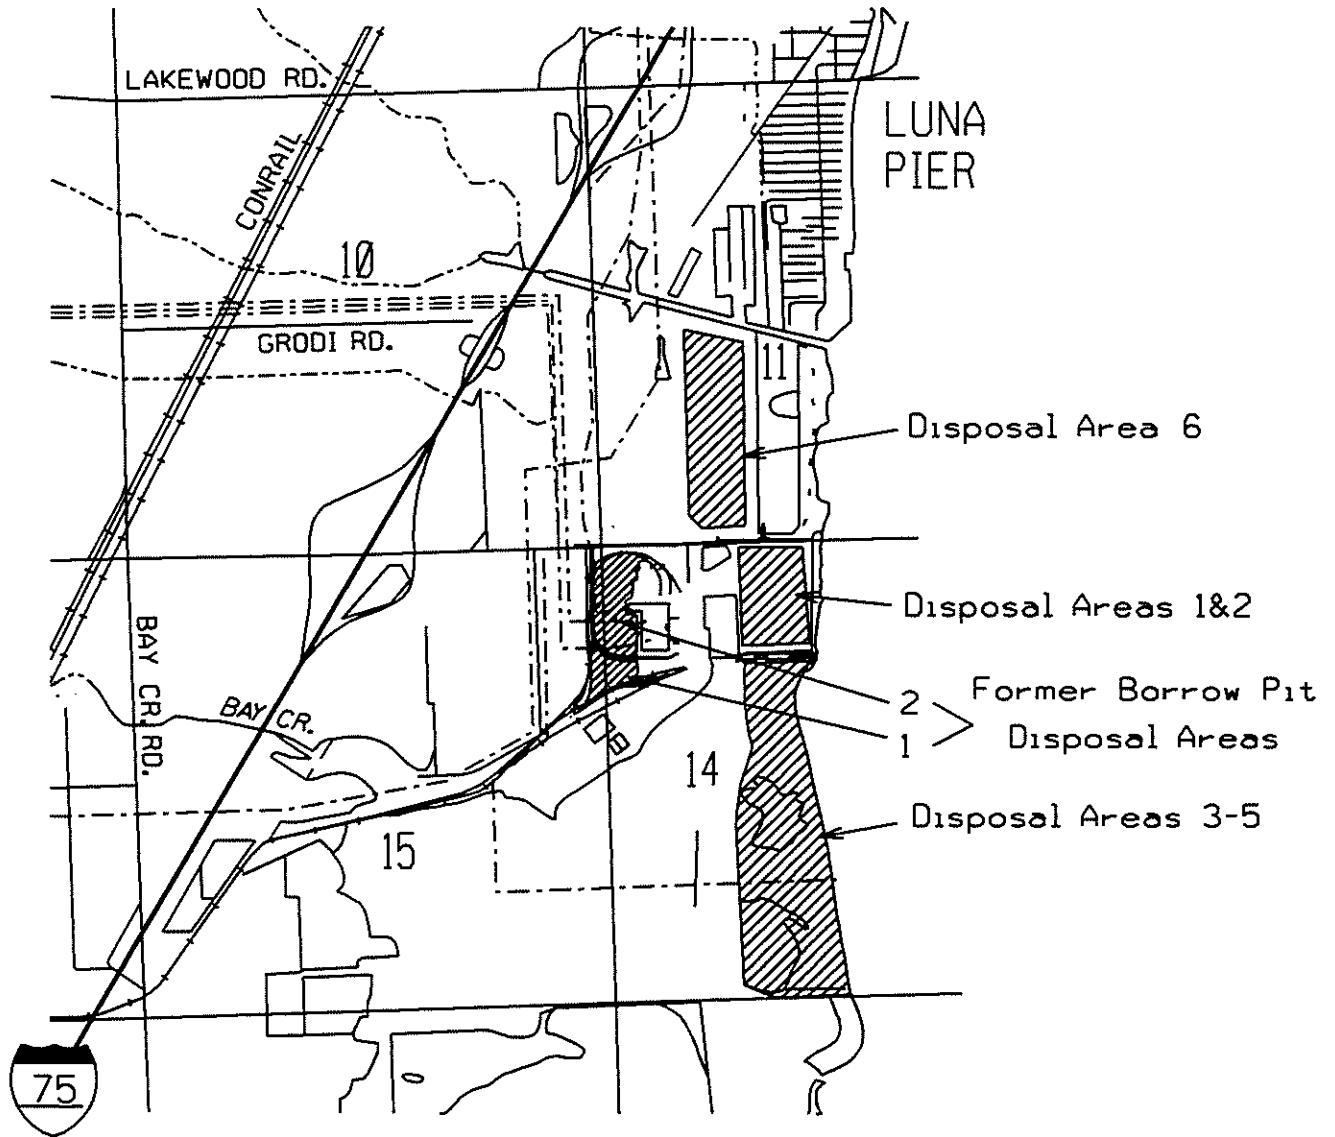 LAKEWOOD RD.
LUNA
PIER
CONRAIL
10
GRODI RD.
11
Disposal Area 6
Disposal Areas 1&2
BAY CR. RD.
BAY CR.
2
Former Borrow Pit
1
Disposal Areas
14
Disposal Areas 3-5
15
75